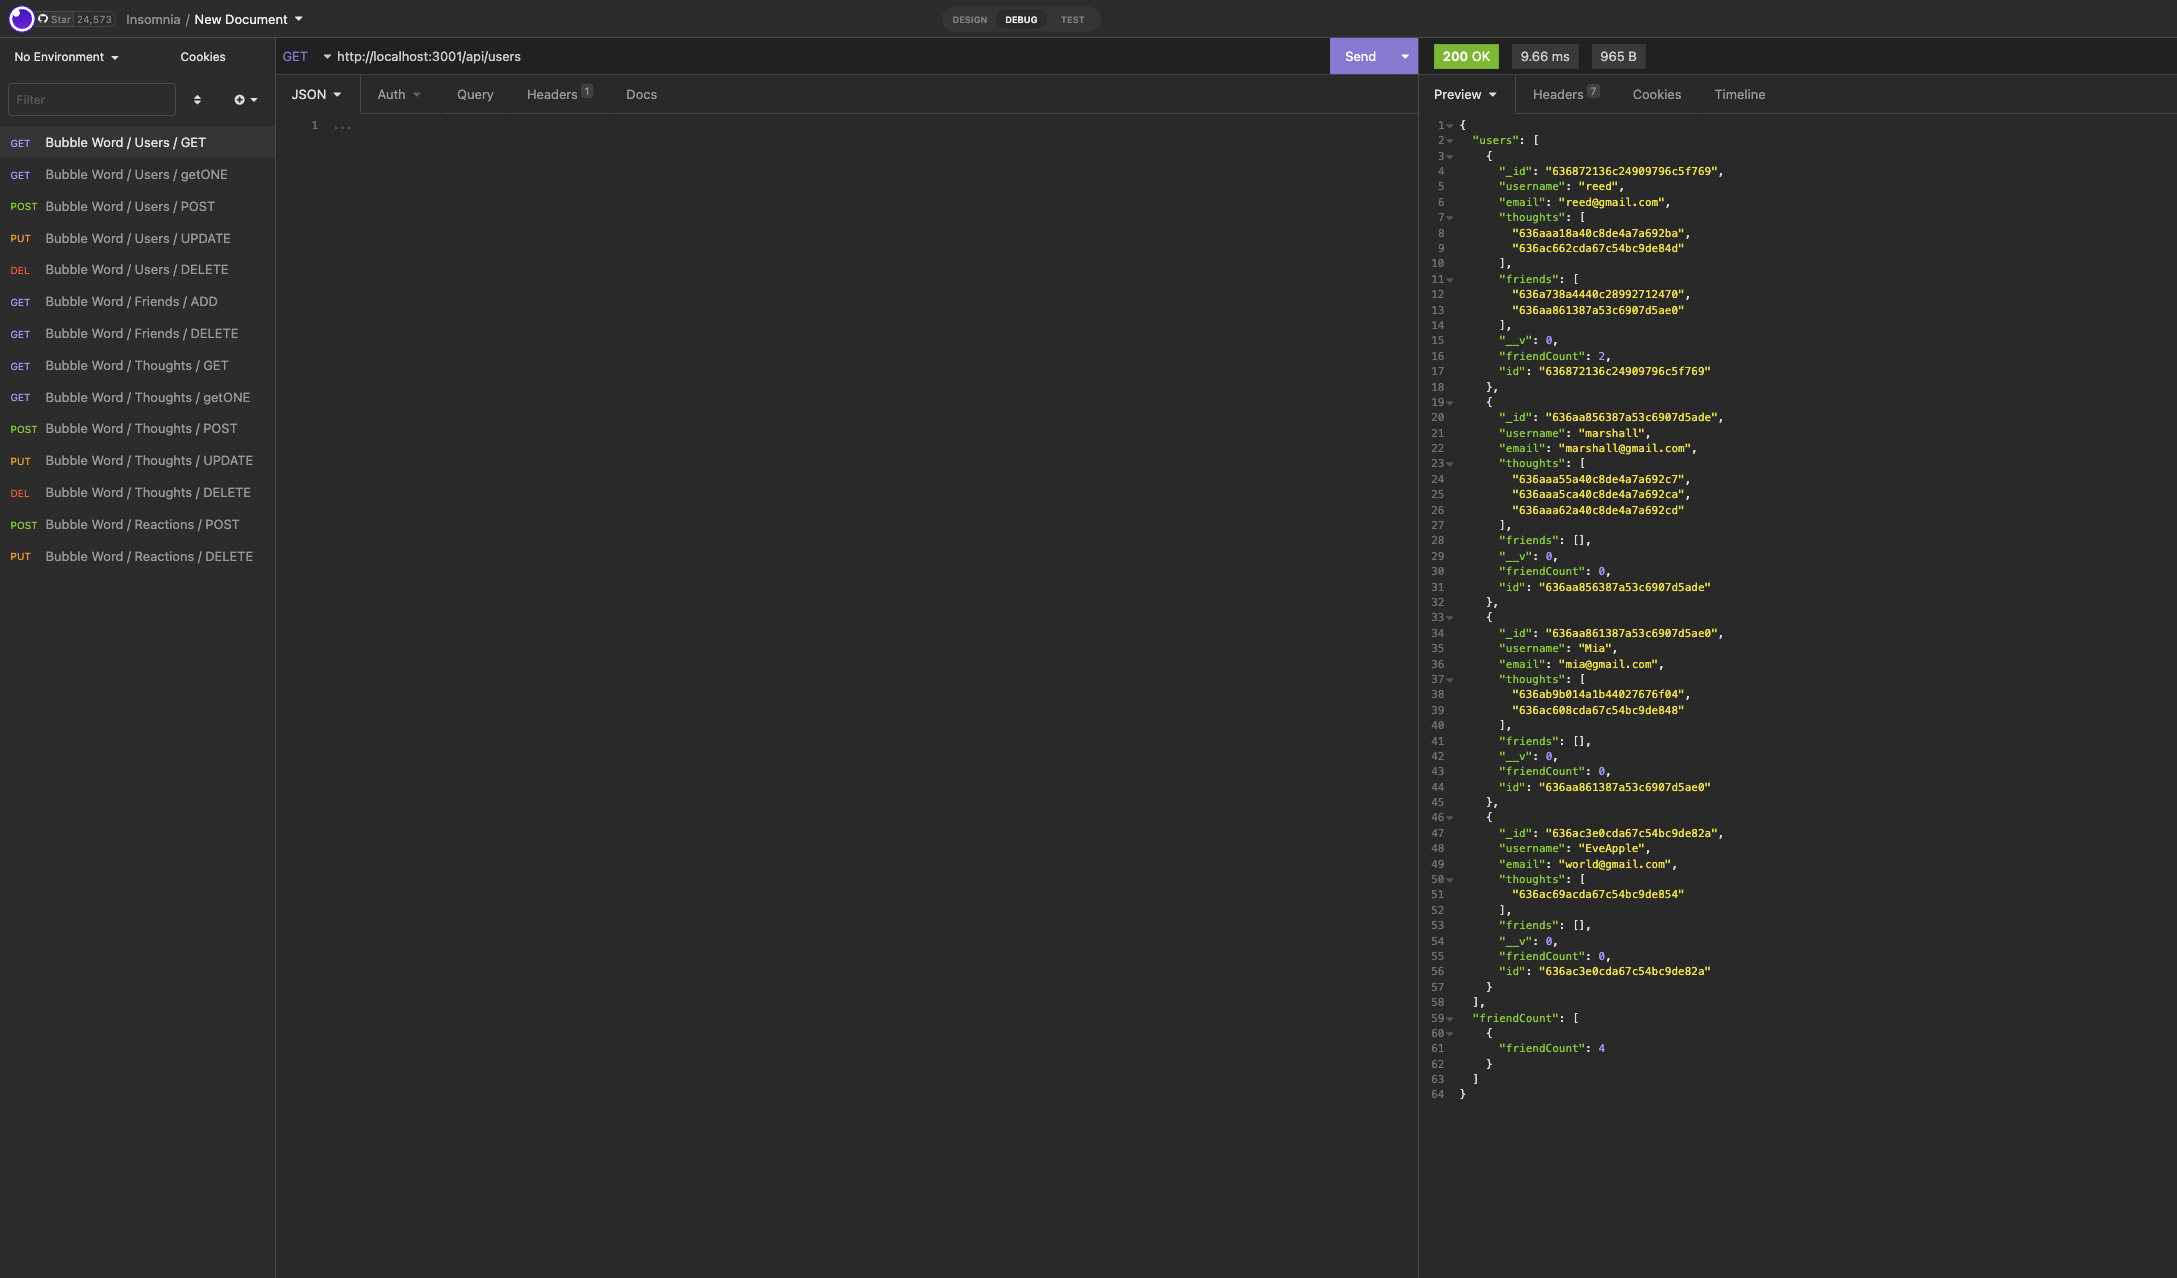 Star 24,573 Insomnia / New Document
DESIGN DEBUG TEST
No Environment Cookies
Filter
GET Bubble Word / Users / GET
GET Bubble Word / Users / getONE
POST Bubble Word / Users / POST
PUT Bubble Word / Users / UPDATE
DEL Bubble Word / Users / DELETE
GET Bubble Word / Friends / ADD
GET Bubble Word / Friends / DELETE
GET Bubble Word / Thoughts / GET
GET Bubble Word / Thoughts / getONE
POST Bubble Word / Thoughts / POST
PUT Bubble Word / Thoughts / UPDATE
DEL Bubble Word / Thoughts / DELETE
POST Bubble Word / Reactions / POST
PUT Bubble Word / Reactions / DELETE
GET http://localhost:3001/api/users Send
JSON Auth Query Headers 1 Docs
1 ...
200 OK 9.66 ms 965 B
Preview Headers 7 Cookies Timeline
1 {
2 "users": [
3 {
4 "_id": "636872136c24909796c5f769",
5 "username": "reed",
6 "email": "reed@gmail.com",
7 "thoughts": [
8 "636aaa18a40c8de4a7a692ba",
9 "636ac662cda67c54bc9de84d"
10 ],
11 "friends": [
12 "636a738a4440c28992712470",
13 "636aa861387a53c6907d5ae0"
14 ],
15 "__v": 0,
16 "friendCount": 2,
17 "id": "636872136c24909796c5f769"
18 },
19 {
20 "_id": "636aa856387a53c6907d5ade",
21 "username": "marshall",
22 "email": "marshall@gmail.com",
23 "thoughts": [
24 "636aaa55a40c8de4a7a692c7",
25 "636aaa5ca40c8de4a7a692ca",
26 "636aaa62a40c8de4a7a692cd"
27 ],
28 "friends": [],
29 "__v": 0,
30 "friendCount": 0,
31 "id": "636aa856387a53c6907d5ade"
32 },
33 {
34 "_id": "636aa861387a53c6907d5ae0",
35 "username": "Mia",
36 "email": "mia@gmail.com",
37 "thoughts": [
38 "636ab9b014a1b44027676f04",
39 "636ac608cda67c54bc9de848"
40 ],
41 "friends": [],
42 "__v": 0,
43 "friendCount": 0,
44 "id": "636aa861387a53c6907d5ae0"
45 },
46 {
47 "_id": "636ac3e0cda67c54bc9de82a",
48 "username": "EveApple",
49 "email": "world@gmail.com",
50 "thoughts": [
51 "636ac69acda67c54bc9de854"
52 ],
53 "friends": [],
54 "__v": 0,
55 "friendCount": 0,
56 "id": "636ac3e0cda67c54bc9de82a"
57 }
58 ],
59 "friendCount": [
60 {
61 "friendCount": 4
62 }
63 ]
64 }